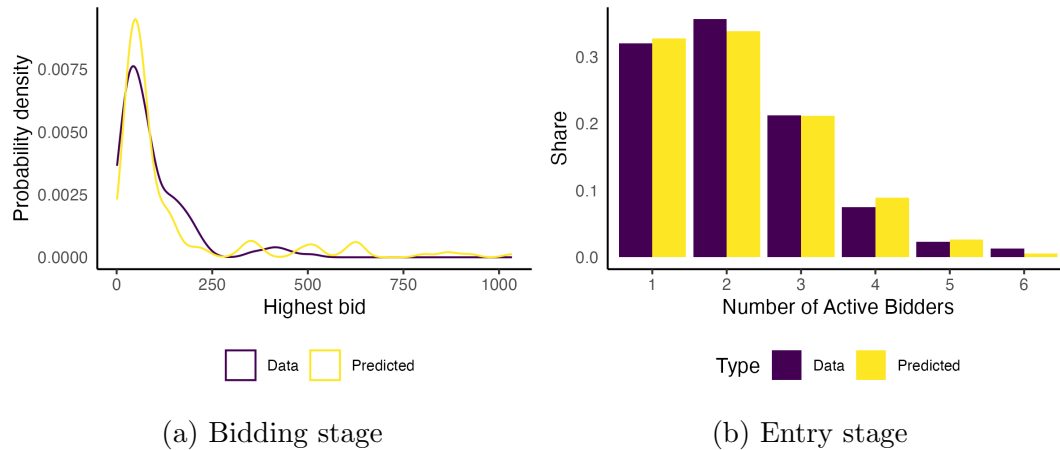 Probability density
0.0075
0.0050
0.0025
0.0000
0 250 500 750 1000
Highest bid
Data Predicted
(a) Bidding stage
Share
0.3
0.2
0.1
0.0
1 2 3 4 5 6
Number of Active Bidders
Type Data Predicted
(b) Entry stage